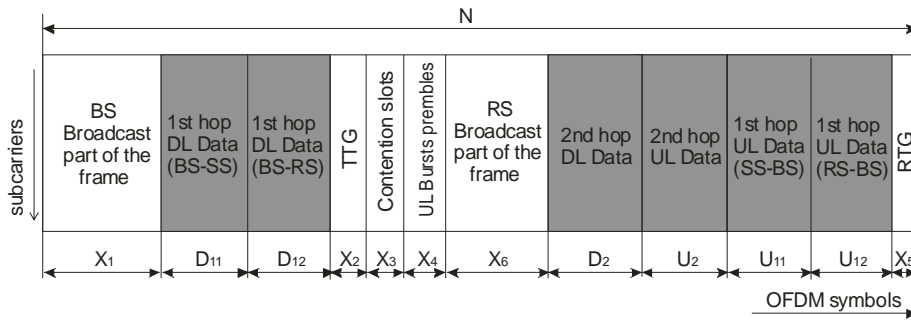 N
subcarriers
BS
Broadcast
part of the
frame
1st hop
DL Data
(BS-SS)
1st hop
DL Data
(BS-RS)
TTG
Contention slots
UL Bursts prembles
RS
Broadcast
part of the
frame
2nd hop
DL Data
2nd hop
UL Data
1st hop
UL Data
(SS-BS)
1st hop
UL Data
(RS-BS)
RTG
X1
D11
D12
X2
X3
X4
X6
D2
U2
U11
U12
X5
OFDM symbols